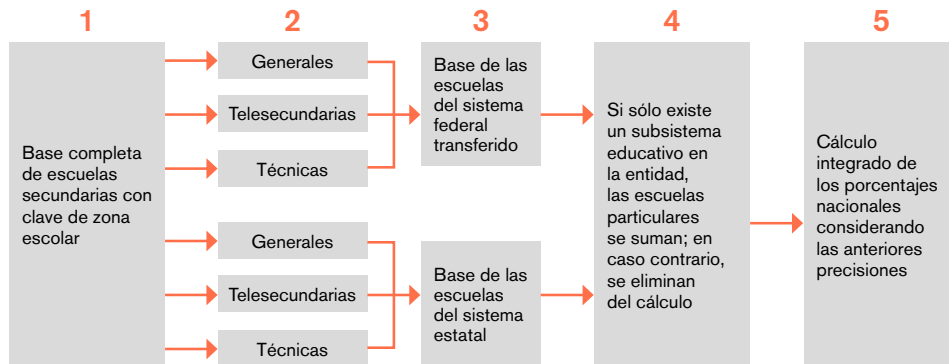 1
2
3
4
5
Base completa
de escuelas
secundarias con
clave de zona
escolar
Generales
Telesecundarias
Técnicas
Generales
Telesecundarias
Técnicas
Base de las
escuelas
del sistema
federal
transferido
Base de las
escuelas
del sistema
estatal
Si sólo existe
un subsistema
educativo en
la entidad,
las escuelas
particulares
se suman; en
caso contrario,
se eliminan
del cálculo
Cálculo
integrado de
los porcentajes
nacionales
considerando
las anteriores
precisiones